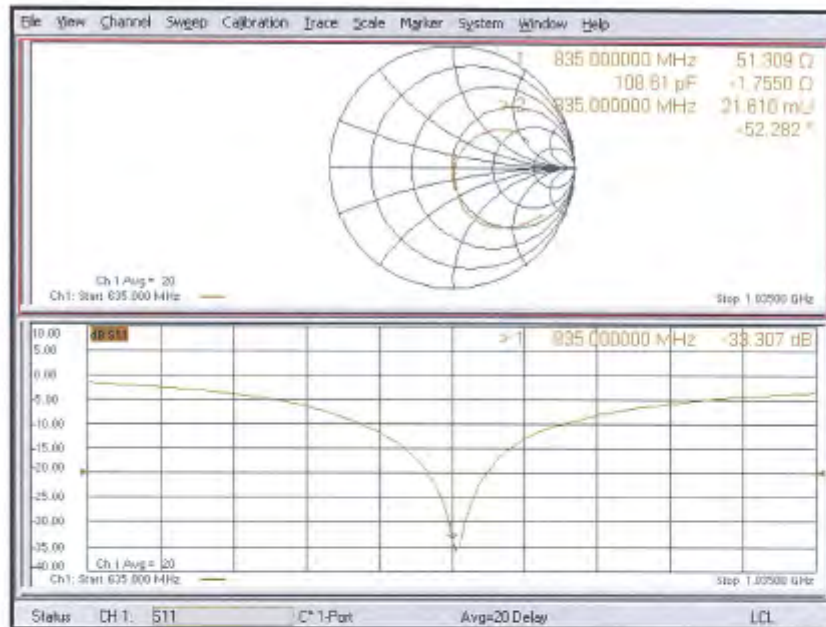 File View Channel Sweep Calibration Trace Scale Marker System Window Help
1 835.000000 MHz 51.309 Ω
108.61 pF -1.7550 Ω
>2 835.000000 MHz 21.610 mU
-52.282 °
Ch 1 Avg = 20
Ch1: Start 635.000 MHz
Stop 1.03500 GHz
10.00
dB S11
>1 835.000000 MHz -33.307 dB
5.00
0.00
-5.00
-10.00
-15.00
-20.00
-25.00
-30.00
-35.00
-40.00
Ch 1 Avg = 20
Ch1: Start 635.000 MHz
Stop 1.03500 GHz
Status CH 1: S11 C* 1-Port Avg=20 Delay LCL